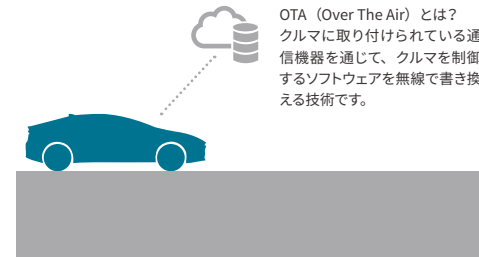 OTA（Over The Air）とは？
クルマに取り付けられている通
信機器を通じて、クルマを制御
するソフトウェアを無線で書き換
える技術です。